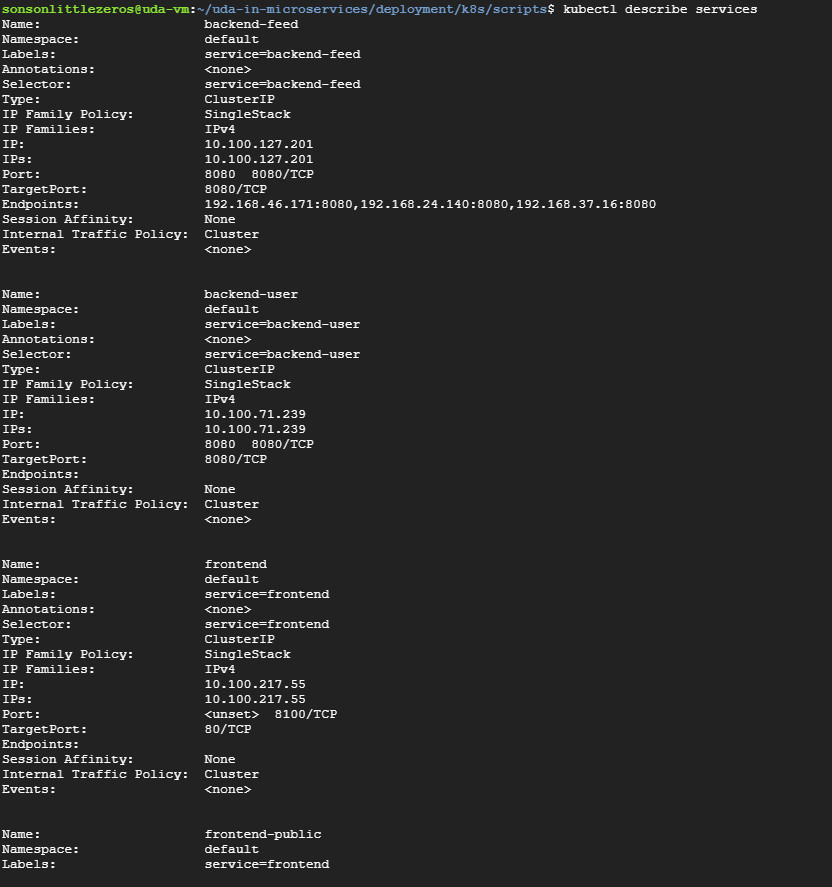 sonsonlittlezeros@uda-vm:~/uda-in-microservices/deployment/k8s/scripts$ kubectl describe services
Name: backend-feed
Namespace: default
Labels: service=backend-feed
Annotations: <none>
Selector: service=backend-feed
Type: ClusterIP
IP Family Policy: SingleStack
IP Families: IPv4
IP: 10.100.127.201
IPs: 10.100.127.201
Port: 8080 8080/TCP
TargetPort: 8080/TCP
Endpoints: 192.168.46.171:8080,192.168.24.140:8080,192.168.37.16:8080
Session Affinity: None
Internal Traffic Policy: Cluster
Events: <none>
Name: backend-user
Namespace: default
Labels: service=backend-user
Annotations: <none>
Selector: service=backend-user
Type: ClusterIP
IP Family Policy: SingleStack
IP Families: IPv4
IP: 10.100.71.239
IPs: 10.100.71.239
Port: 8080 8080/TCP
TargetPort: 8080/TCP
Endpoints:
Session Affinity: None
Internal Traffic Policy: Cluster
Events: <none>
Name: frontend
Namespace: default
Labels: service=frontend
Annotations: <none>
Selector: service=frontend
Type: ClusterIP
IP Family Policy: SingleStack
IP Families: IPv4
IP: 10.100.217.55
IPs: 10.100.217.55
Port: <unset> 8100/TCP
TargetPort: 80/TCP
Endpoints:
Session Affinity: None
Internal Traffic Policy: Cluster
Events: <none>
Name: frontend-public
Namespace: default
Labels: service=frontend